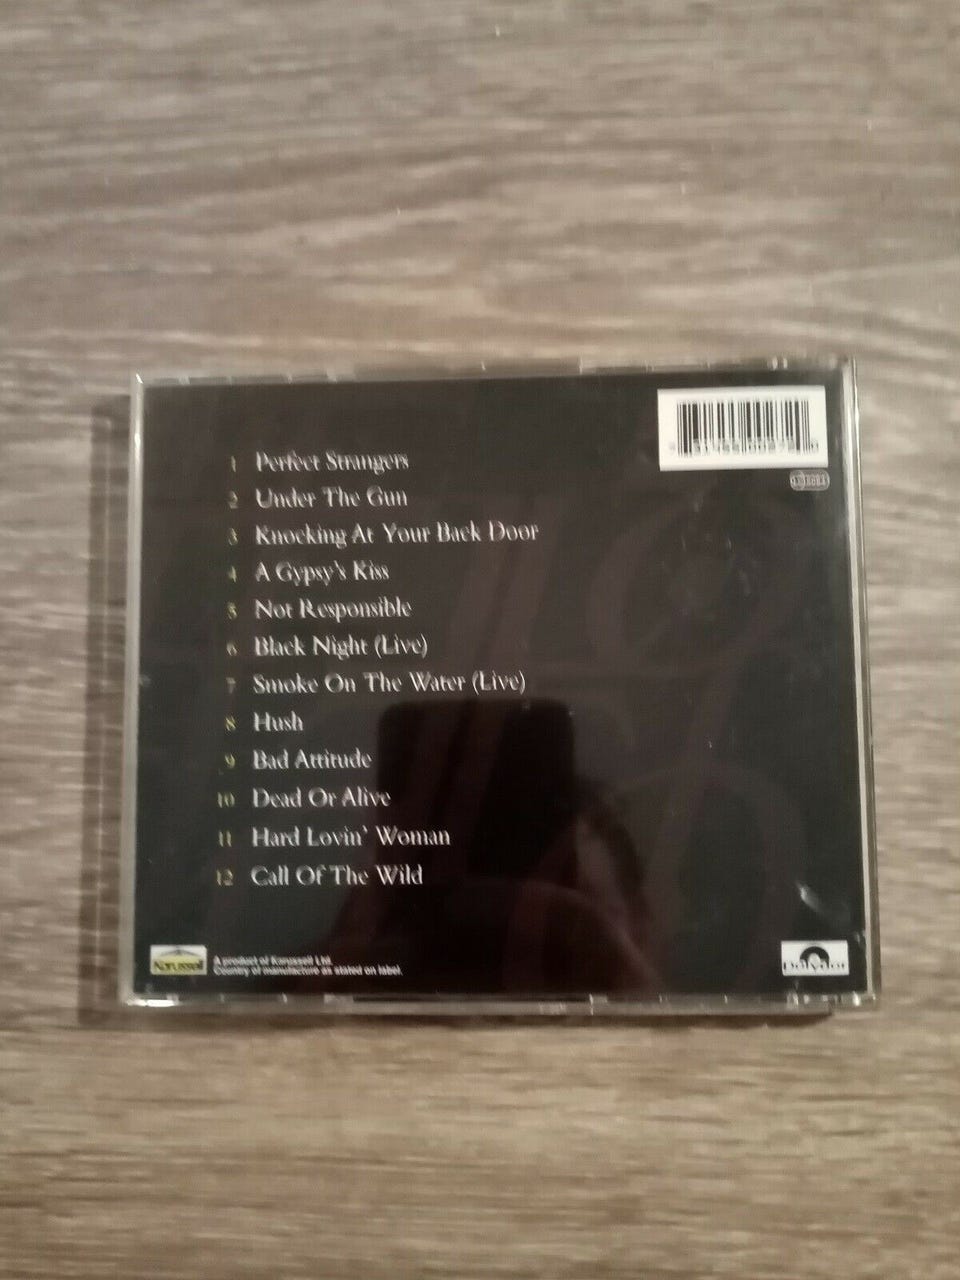 1 Perfect Strangers
2 Under The Gun
3 Knocking At Your Back Door
4 A Gypsy's Kiss
5 Not Responsible
6 Black Night (Live)
7 Smoke On The Water (Live)
8 Hush
9 Bad Attitude
10 Dead Or Alive
11 Hard Lovin' Woman
12 Call Of The Wild
Karussell
A product of Karussell Ltd.
Country of manufacture as stated on label.
Polydor